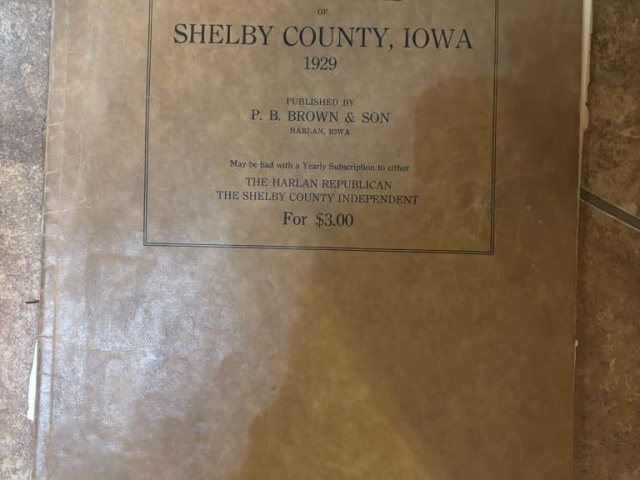 OF
SHELBY COUNTY, IOWA
1929
PUBLISHED BY
P. B. BROWN & SON
HARLAN, IOWA
May be had with a Yearly Subscription to either
THE HARLAN REPUBLICAN
THE SHELBY COUNTY INDEPENDENT
For $3.00